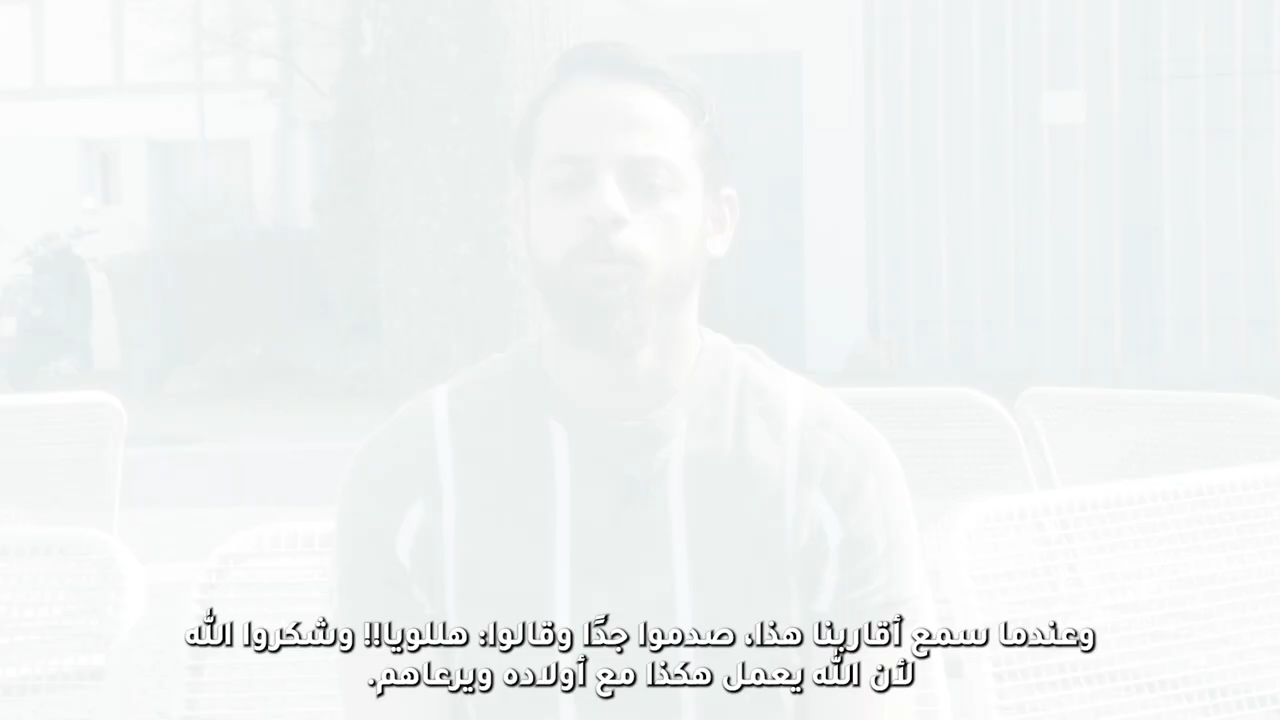 وعندما سمع أقاربنا هذا، صدموا جدًا وقالوا: هللويا!! وشكروا الله
لأن الله يعمل هكذا مع أولاده ويرعاهم.